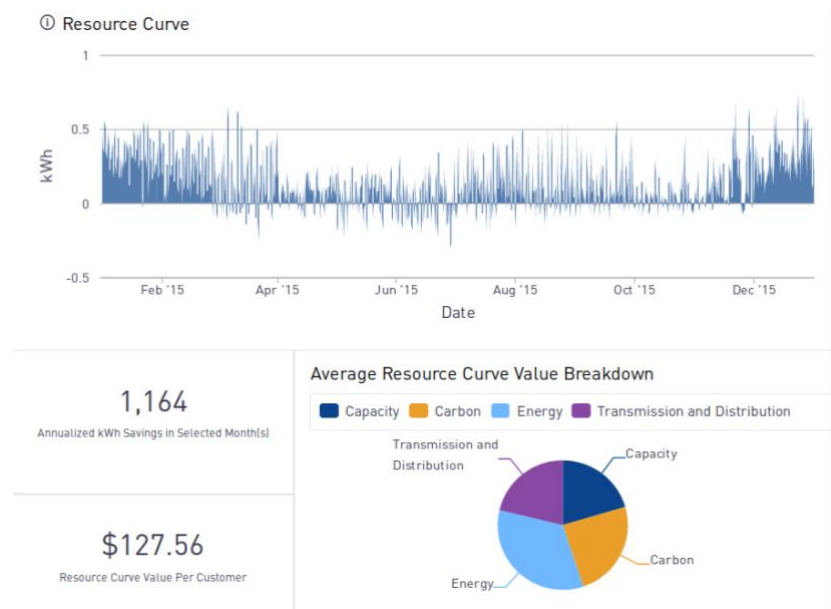 ⓘ Resource Curve
1
0.5
0
-0.5
kWh
Feb '15 Apr '15 Jun '15 Aug '15 Oct '15 Dec '15
Date
1,164
Annualized kWh Savings in Selected Month(s)
$127.56
Resource Curve Value Per Customer
Average Resource Curve Value Breakdown
Capacity Carbon Energy Transmission and Distribution
Transmission and
Distribution
Capacity
Carbon
Energy